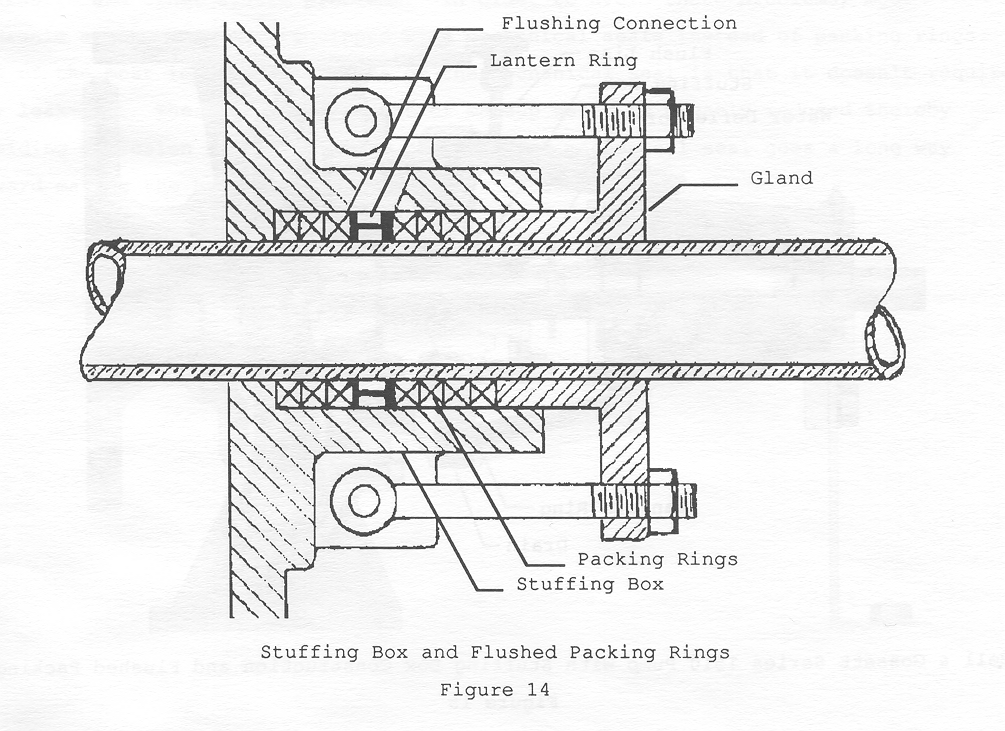 Flushing Connection
Lantern Ring
Gland
Packing Rings
Stuffing Box
Stuffing Box and Flushed Packing Rings
Figure 14